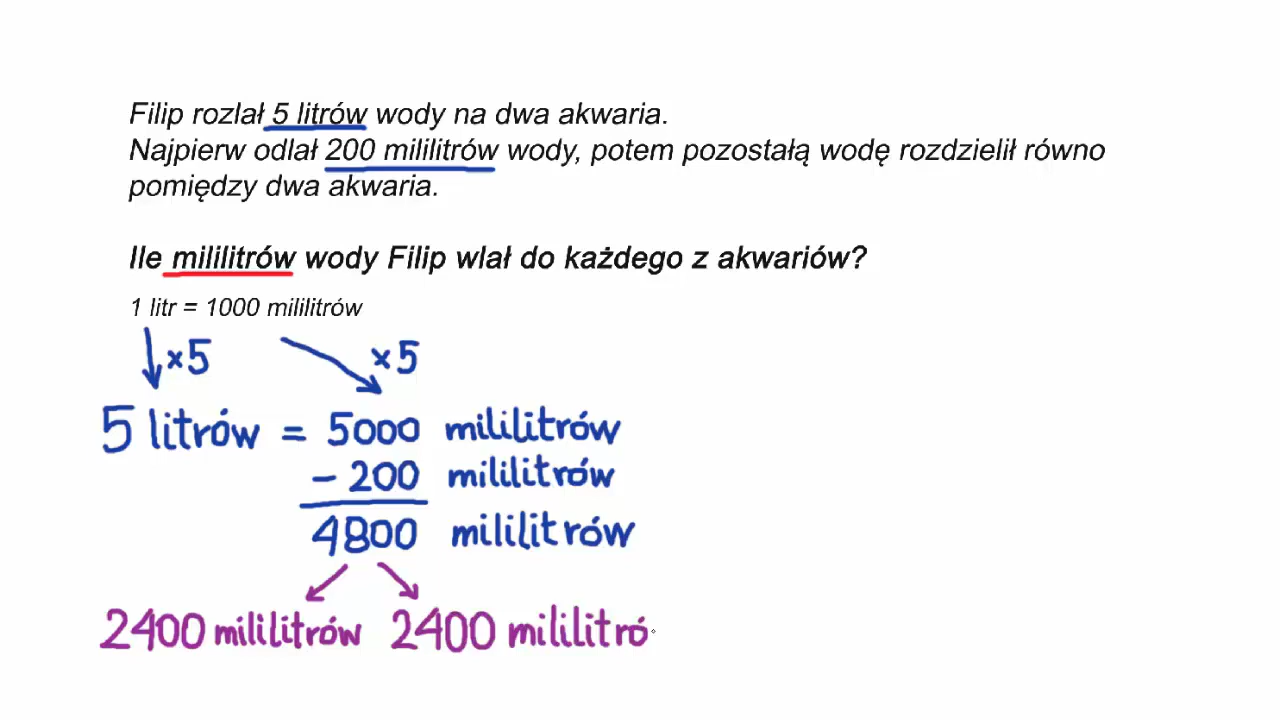 Filip rozlał 5 litrów wody na dwa akwaria.
Najpierw odlał 200 mililitrów wody, potem pozostałą wodę rozdzielił równo
pomiędzy dwa akwaria.
Ile mililitrów wody Filip wlał do każdego z akwariów?
1 litr = 1000 mililitrów
×5 ×5
5 litrów = 5000 mililitrów
- 200 mililitrów
4800 mililitrów
2400 mililitrów 2400 mililitró